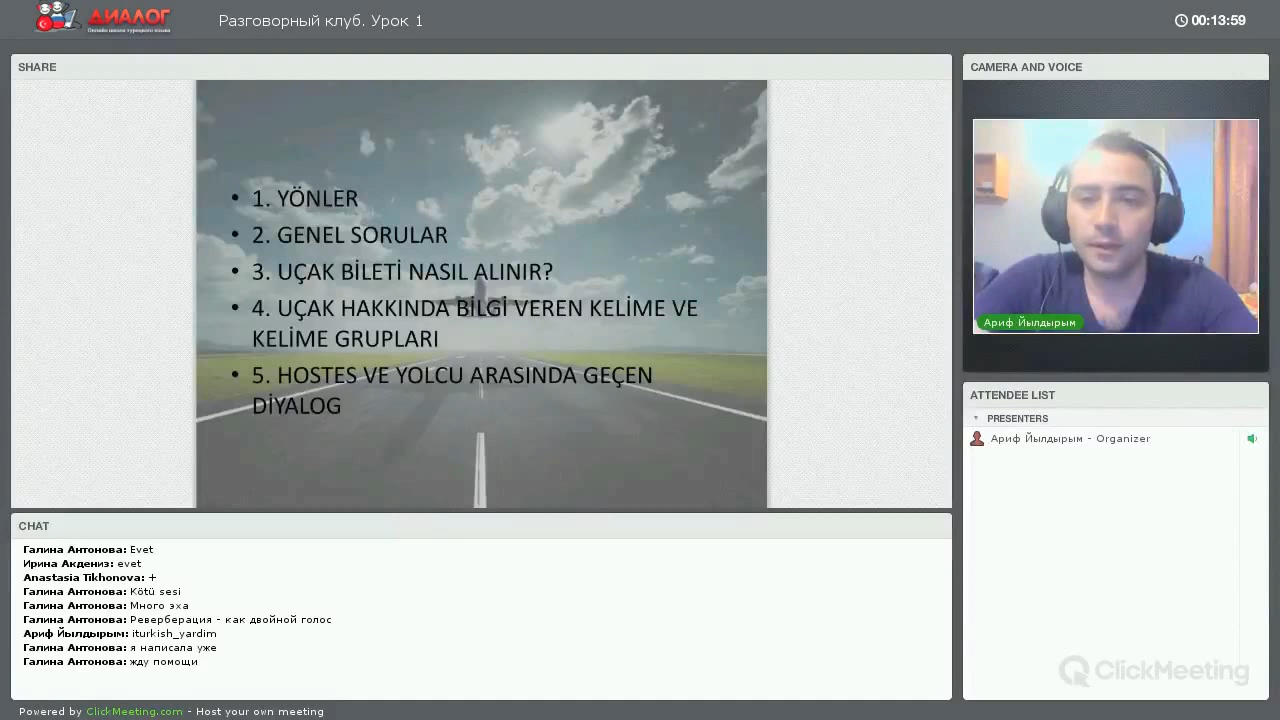 ДИАЛОГ
Онлайн школа турецкого языка
Разговорный клуб. Урок 1
00:13:59
SHARE
• 1. YÖNLER
• 2. GENEL SORULAR
• 3. UÇAK BİLETİ NASIL ALINIR?
• 4. UÇAK HAKKINDA BİLGİ VEREN KELİME VE
KELİME GRUPLARI
• 5. HOSTES VE YOLCU ARASINDA GEÇEN
DİYALOG
CAMERA AND VOICE
Ариф Йылдырым
ATTENDEE LIST
PRESENTERS
Ариф Йылдырым - Organizer
CHAT
Галина Антонова: Evet
Ирина Акдениз: evet
Anastasia Tikhonova: +
Галина Антонова: Kötü sesi
Галина Антонова: Много эха
Галина Антонова: Реверберация - как двойной голос
Ариф Йылдырым: iturkish_yardim
Галина Антонова: я написала уже
Галина Антонова: жду помощи
ClickMeeting
Powered by ClickMeeting.com - Host your own meeting